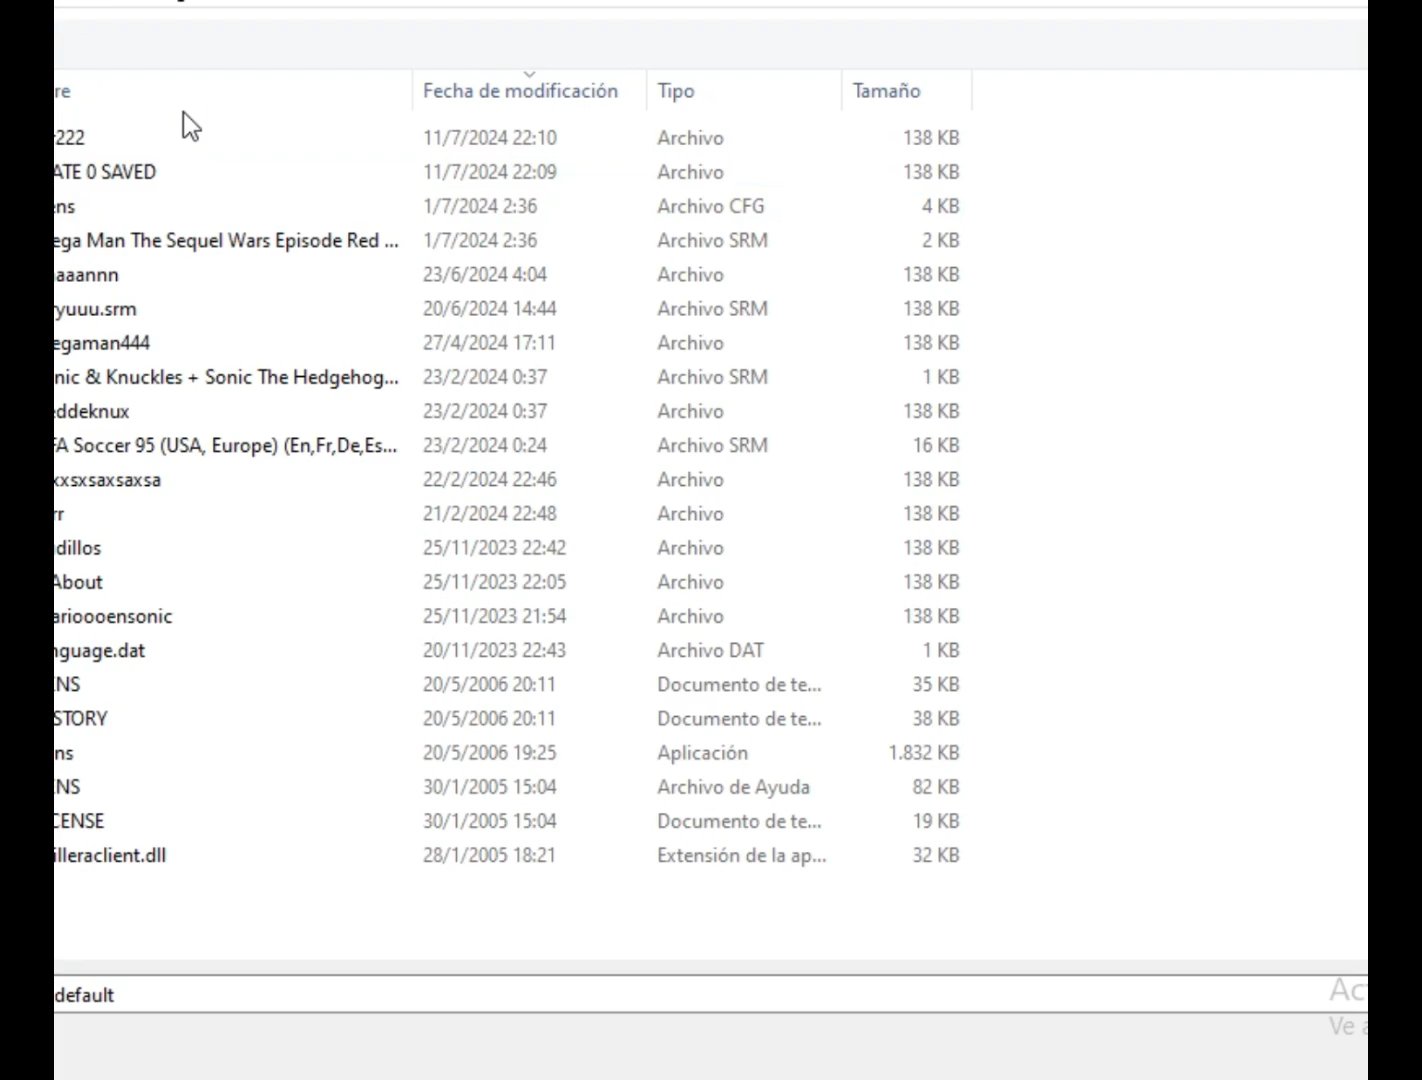 re Fecha de modificación Tipo Tamaño
222 11/7/2024 22:10 Archivo 138 KB
ATE 0 SAVED 11/7/2024 22:09 Archivo 138 KB
ens 1/7/2024 2:36 Archivo CFG 4 KB
ega Man The Sequel Wars Episode Red ... 1/7/2024 2:36 Archivo SRM 2 KB
aaannn 23/6/2024 4:04 Archivo 138 KB
yuuu.srm 20/6/2024 14:44 Archivo SRM 138 KB
egaman444 27/4/2024 17:11 Archivo 138 KB
nic & Knuckles + Sonic The Hedgehog... 23/2/2024 0:37 Archivo SRM 1 KB
eddeknux 23/2/2024 0:37 Archivo 138 KB
FA Soccer 95 (USA, Europe) (En,Fr,De,Es... 23/2/2024 0:24 Archivo SRM 16 KB
xxsxsaxsaxsa 22/2/2024 22:46 Archivo 138 KB
rr 21/2/2024 22:48 Archivo 138 KB
dillos 25/11/2023 22:42 Archivo 138 KB
About 25/11/2023 22:05 Archivo 138 KB
arioooensonic 25/11/2023 21:54 Archivo 138 KB
nguage.dat 20/11/2023 22:43 Archivo DAT 1 KB
ENS 20/5/2006 20:11 Documento de te... 35 KB
STORY 20/5/2006 20:11 Documento de te... 38 KB
ns 20/5/2006 19:25 Aplicación 1.832 KB
ENS 30/1/2005 15:04 Archivo de Ayuda 82 KB
CENSE 30/1/2005 15:04 Documento de te... 19 KB
illeraclient.dll 28/1/2005 18:21 Extensión de la ap... 32 KB
default
Ac
Ve a